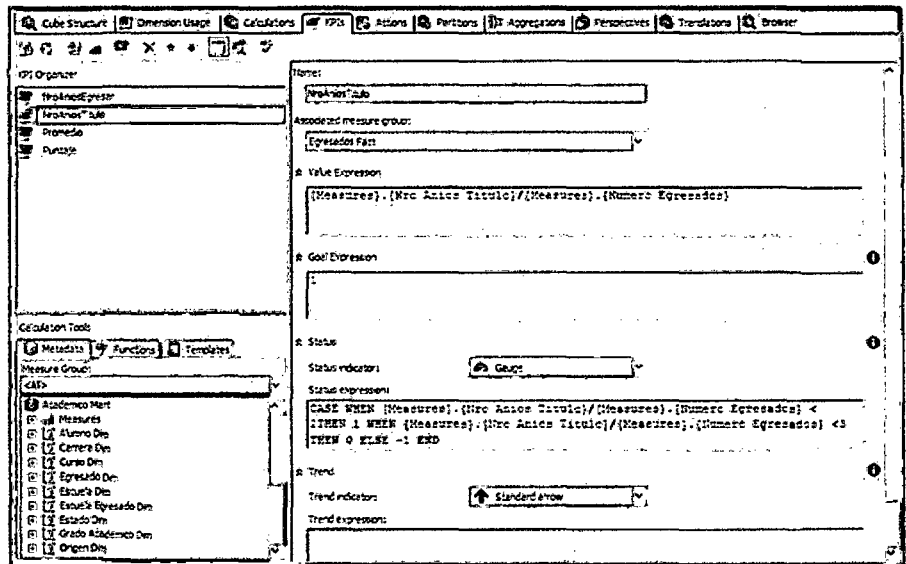 Cube Structure Dimension Usage Calculations KPIs Actions Partitions Aggregations Perspectives Translations Browser
KPI Organizer
NroAniosEgresar
NroAniosTitulo
Promedio
Puntaje
Name:
NroAniosTitulo
Associated measure group:
Egresados Fact
Value Expression
[Measures].[Nro Anios Titulo]/[Measures].[Numero Egresados]
Goal Expression
1
Status
Status indicator: Gauge
Status expression:
CASE WHEN [Measures].[Nro Anios Titulo]/[Measures].[Numero Egresados] <
2THEN 1 WHEN [Measures].[Nro Anios Titulo]/[Measures].[Numero Egresados] <3
THEN 0 ELSE -1 END
Trend
Trend indicator: Standard arrow
Trend expression:
Calculation Tools
Metadata Functions Templates
Measure Group:
<All>
Academico Mart
Measures
Alumno Dim
Carrera Dim
Curso Dim
Egresado Dim
Escuela Dim
Escuela Egresado Dim
Estado Dim
Grado Academico Dim
Origen Dim